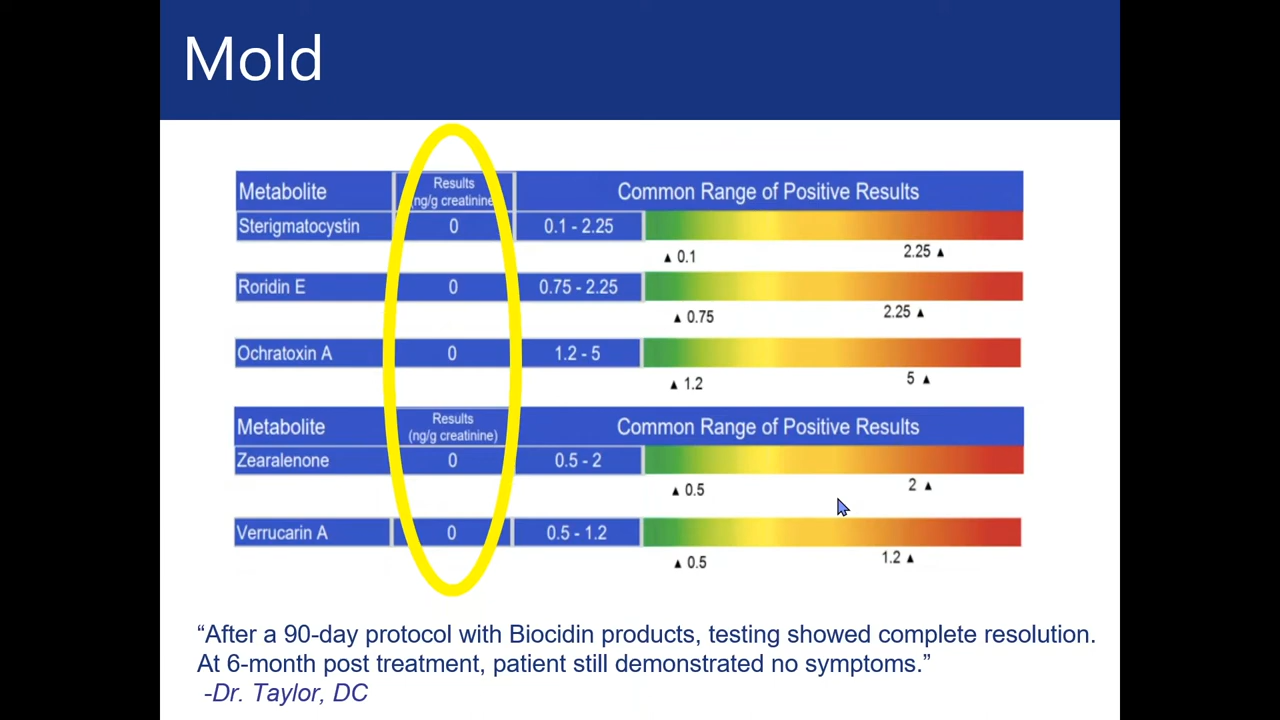 Mold
Metabolite Results (ng/g creatinine) Common Range of Positive Results
Sterigmatocystin 0 0.1 - 2.25
▲ 0.1 2.25 ▲
Roridin E 0 0.75 - 2.25
▲ 0.75 2.25 ▲
Ochratoxin A 0 1.2 - 5
▲ 1.2 5 ▲
Metabolite Results (ng/g creatinine) Common Range of Positive Results
Zearalenone 0 0.5 - 2
▲ 0.5 2 ▲
Verrucarin A 0 0.5 - 1.2
▲ 0.5 1.2 ▲
“After a 90-day protocol with Biocidin products, testing showed complete resolution.
At 6-month post treatment, patient still demonstrated no symptoms.”
-Dr. Taylor, DC